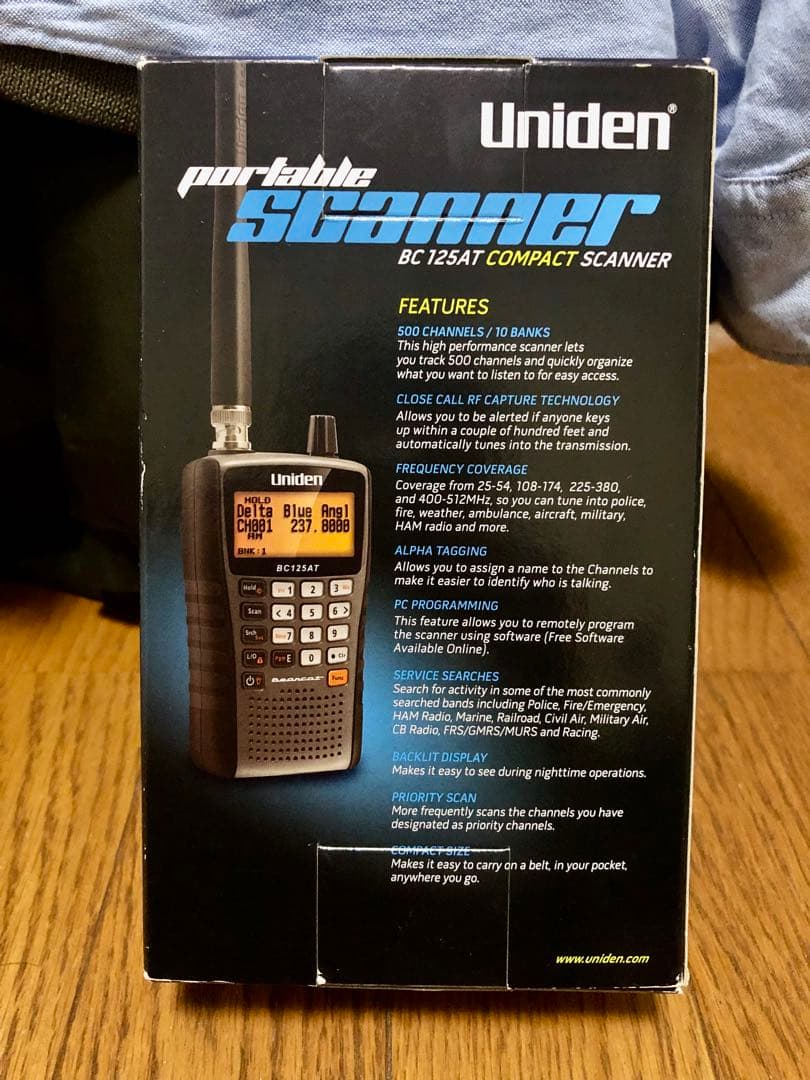 Uniden®
portable
scanner
BC 125AT COMPACT SCANNER
FEATURES
500 CHANNELS / 10 BANKS
This high performance scanner lets
you track 500 channels and quickly organize
what you want to listen to for easy access.
CLOSE CALL RF CAPTURE TECHNOLOGY
Allows you to be alerted if anyone keys
up within a couple of hundred feet and
automatically tunes into the transmission.
FREQUENCY COVERAGE
Coverage from 25-54, 108-174, 225-380,
and 400-512MHz, so you can tune into police,
fire, weather, ambulance, aircraft, military,
HAM radio and more.
ALPHA TAGGING
Allows you to assign a name to the Channels to
make it easier to identify who is talking.
PC PROGRAMMING
This feature allows you to remotely program
the scanner using software (Free Software
Available Online).
SERVICE SEARCHES
Search for activity in some of the most commonly
searched bands including Police, Fire/Emergency,
HAM Radio, Marine, Railroad, Civil Air, Military Air,
CB Radio, FRS/GMRS/MURS and Racing.
BACKLIT DISPLAY
Makes it easy to see during nighttime operations.
PRIORITY SCAN
More frequently scans the channels you have
designated as priority channels.
COMPACT SIZE
Makes it easy to carry on a belt, in your pocket,
anywhere you go.
www.uniden.com
Uniden
HOLD
Delta Blue Angl
CH001 237.8000
AM
BNK:1
BC125AT
Hold 1 2 3
Scan < 4 5 6 >
Srch 7 8 9
L/O E 0 • Clr
Func
Bearcat